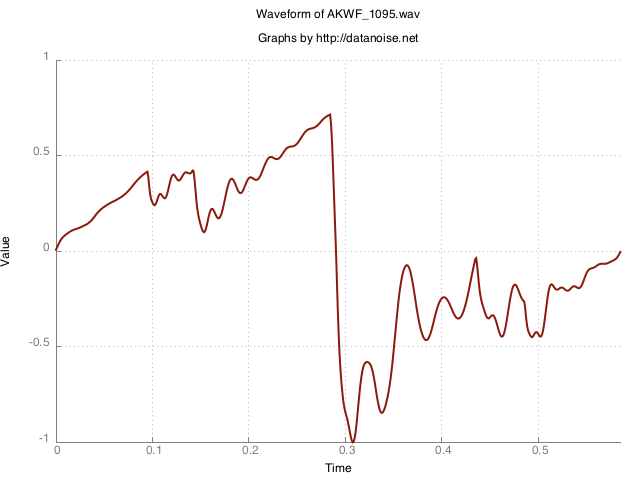 Waveform of AKWF_1095.wav
Graphs by http://datanoise.net
1
0.5
0
-0.5
-1
Value
0 0.1 0.2 0.3 0.4 0.5
Time